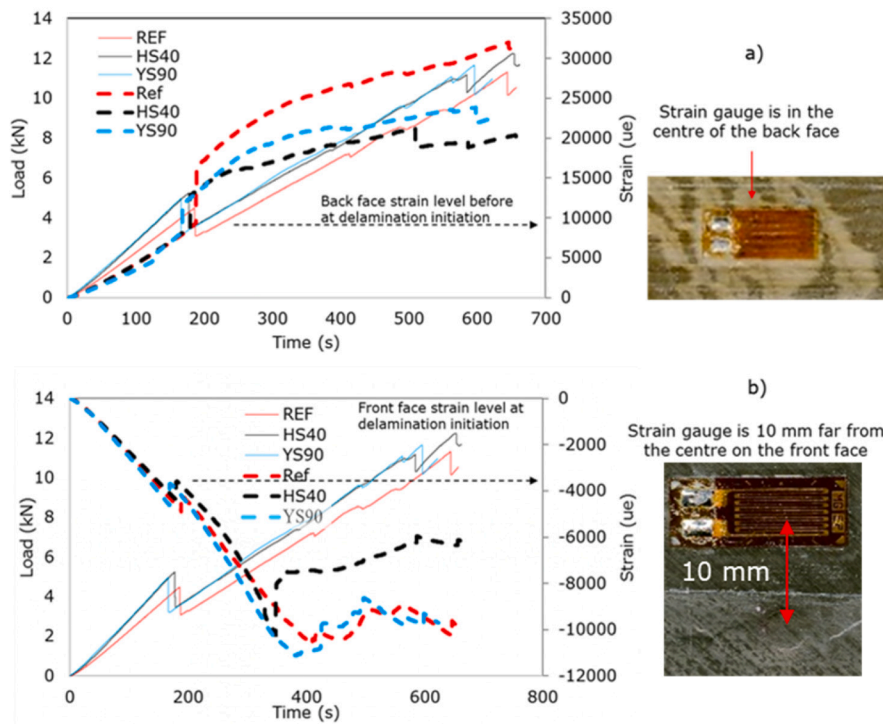 14
12
10
8
6
4
2
0
Load (kN)
REF
HS40
YS90
Ref
HS40
YS90
Back face strain level before
at delamination initiation
35000
30000
25000
20000
15000
10000
5000
0
Strain (ue)
0 100 200 300 400 500 600 700
Time (s)
a)
Strain gauge is in the
centre of the back face
14
12
10
8
6
4
2
0
Load (kN)
REF
HS40
YS90
Ref
HS40
YS90
Front face strain level at
delamination initiation
0
-2000
-4000
-6000
-8000
-10000
-12000
Strain (ue)
0 200 400 600 800
Time (s)
b)
Strain gauge is 10 mm far from
the centre on the front face
10 mm